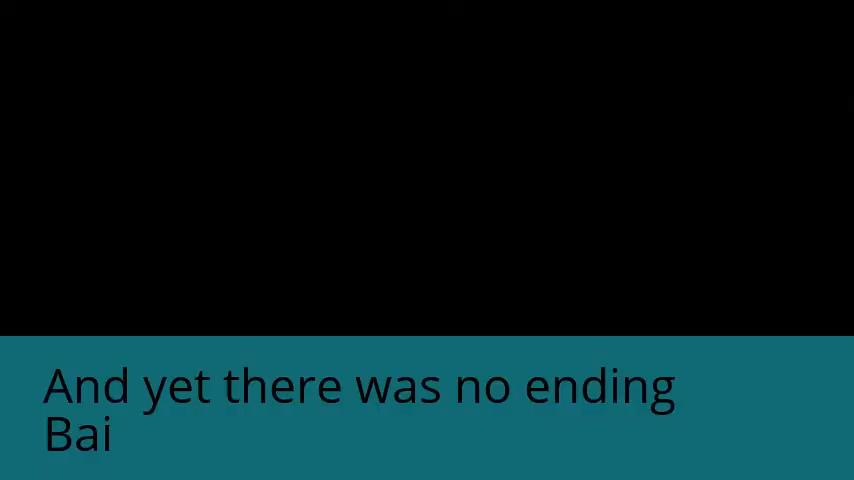 And yet there was no ending
Bai